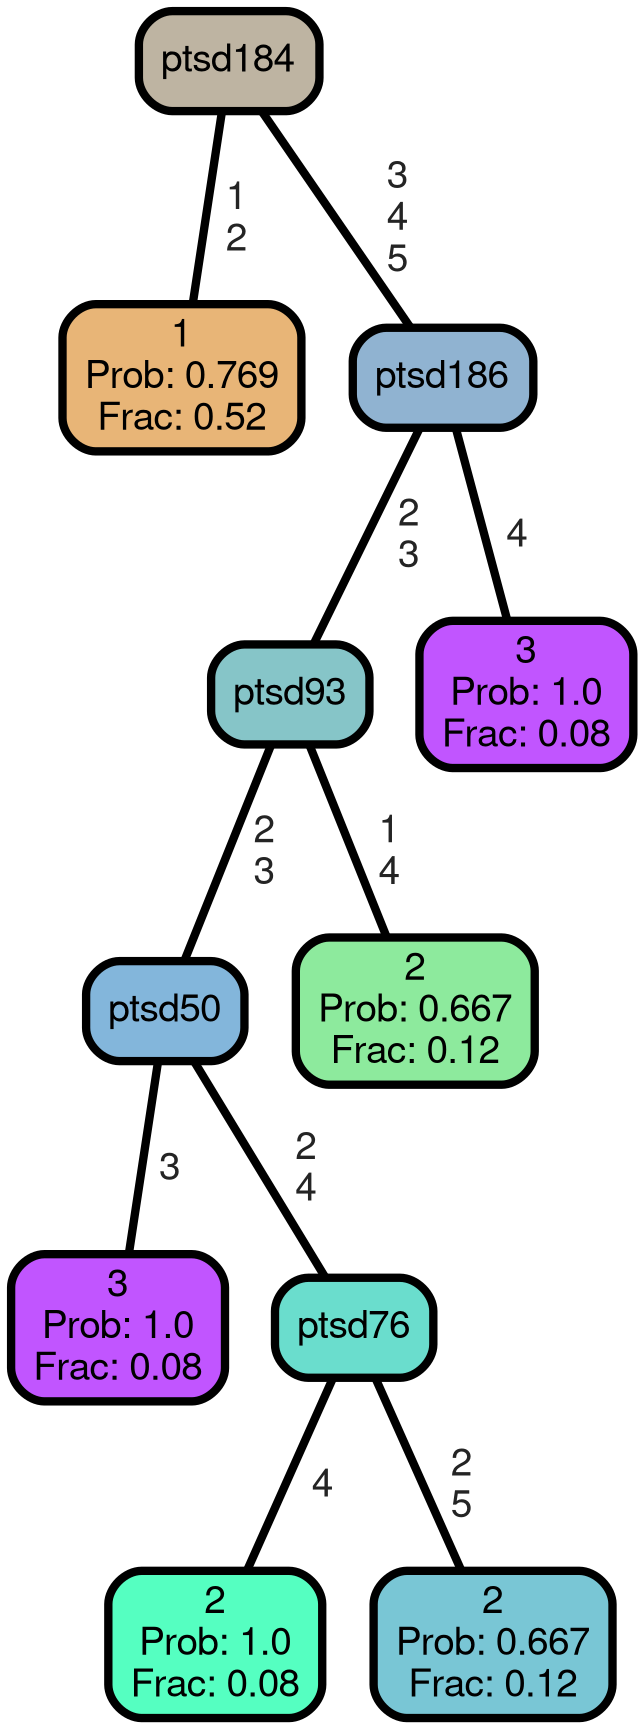 ptsd184
1
2
3
4
5
1
Prob: 0.769
Frac: 0.52
ptsd186
2
3
4
ptsd93
3
Prob: 1.0
Frac: 0.08
2
3
1
4
ptsd50
2
Prob: 0.667
Frac: 0.12
3
2
4
3
Prob: 1.0
Frac: 0.08
ptsd76
4
2
5
2
Prob: 1.0
Frac: 0.08
2
Prob: 0.667
Frac: 0.12